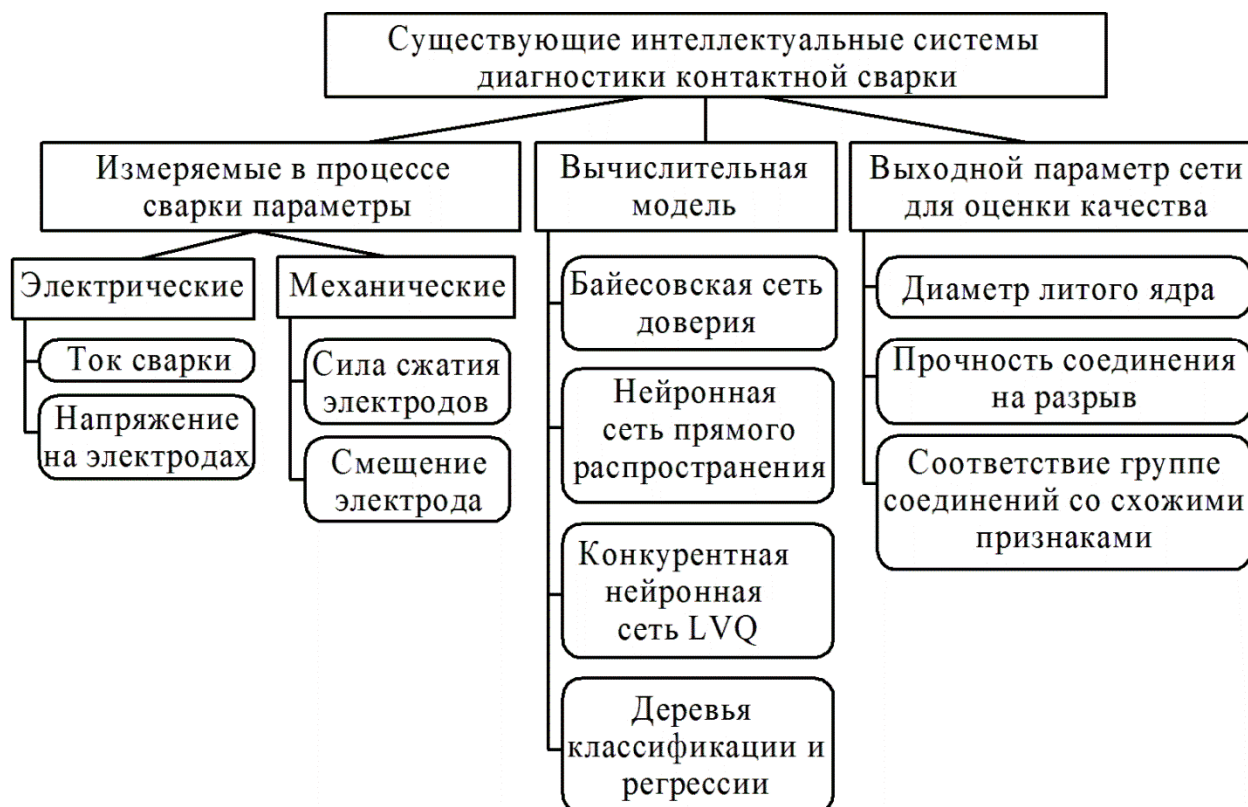 Существующие интеллектуальные системы
диагностики контактной сварки
Измеряемые в процессе
сварки параметры
Электрические
Ток сварки
Напряжение
на электродах
Механические
Сила сжатия
электродов
Смещение
электрода
Вычислительная
модель
Байесовская сеть
доверия
Нейронная
сеть прямого
распространения
Конкурентная
нейронная
сеть LVQ
Деревья
классификации и
регрессии
Выходной параметр сети
для оценки качества
Диаметр литого ядра
Прочность соединения
на разрыв
Соответствие группе
соединений со схожими
признаками